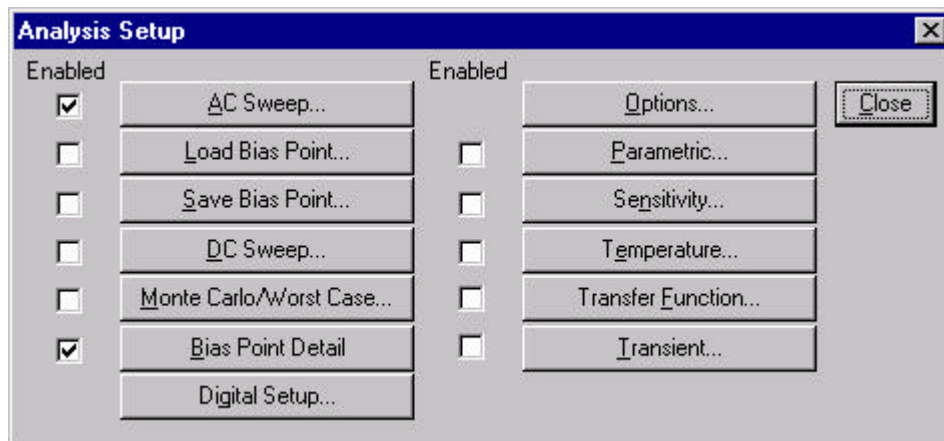 Analysis Setup
Enabled
Enabled
AC Sweep...
Options...
Close
Load Bias Point...
Parametric...
Save Bias Point...
Sensitivity...
DC Sweep...
Temperature...
Monte Carlo/Worst Case...
Transfer Function...
Bias Point Detail
Transient...
Digital Setup...